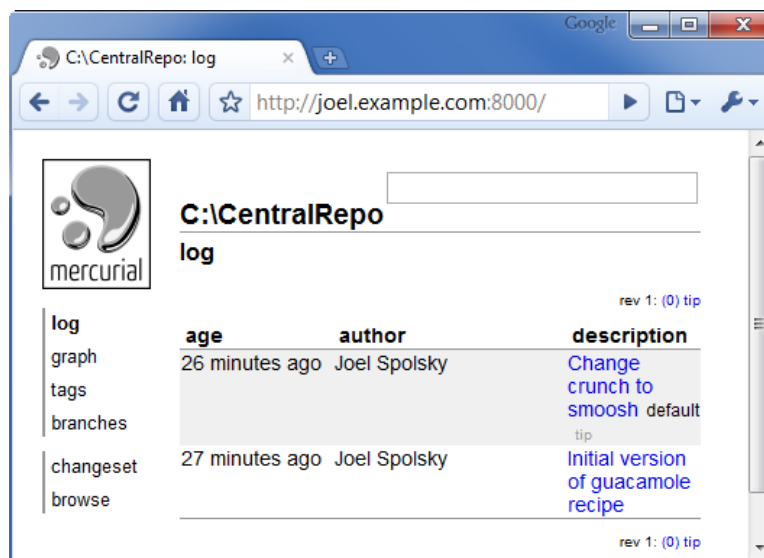 Google
C:\CentralRepo: log
http://joel.example.com:8000/
mercurial
C:\CentralRepo
log
rev 1: (0) tip
log
graph
tags
branches
changeset
browse
age author description
26 minutes ago Joel Spolsky Change
crunch to
smoosh default
tip
27 minutes ago Joel Spolsky Initial version
of guacamole
recipe
rev 1: (0) tip